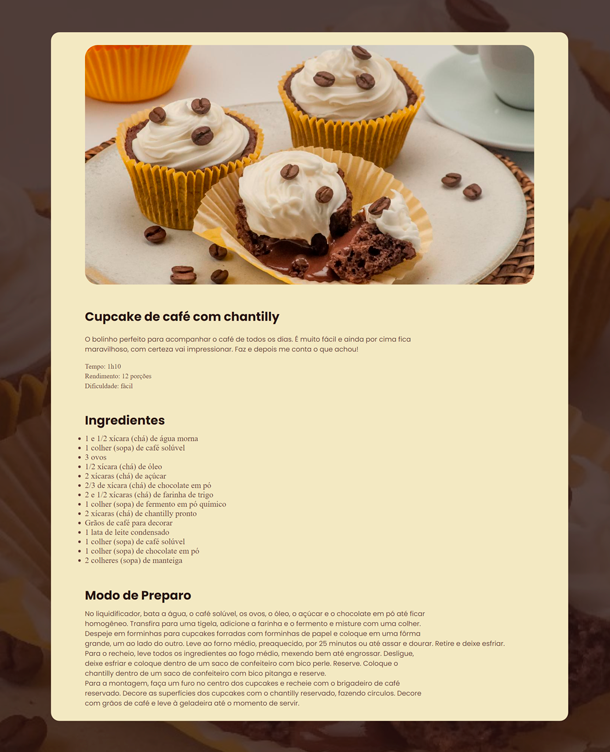 Cupcake de café com chantilly
O bolinho perfeito para acompanhar o café de todos os dias. É muito fácil e ainda por cima fica
maravilhoso, com certeza vai impressionar. Faz e depois me conta o que achou!
Tempo: 1h10
Rendimento: 12 porções
Dificuldade: fácil
Ingredientes
1 e 1/2 xícara (chá) de água morna
1 colher (sopa) de café solúvel
3 ovos
1/2 xícara (chá) de óleo
2 xícaras (chá) de açúcar
2/3 de xícara (chá) de chocolate em pó
2 e 1/2 xícaras (chá) de farinha de trigo
1 colher (sopa) de fermento em pó químico
2 xícaras (chá) de chantilly pronto
Grãos de café para decorar
1 lata de leite condensado
1 colher (sopa) de café solúvel
1 colher (sopa) de chocolate em pó
2 colheres (sopa) de manteiga
Modo de Preparo
No liquidificador, bata a água, o café solúvel, os ovos, o óleo, o açúcar e o chocolate em pó até ficar
homogêneo. Transfira para uma tigela, adicione a farinha e o fermento e misture com uma colher.
Despeje em forminhas para cupcakes forradas com forminhas de papel e coloque em uma fôrma
grande, um ao lado do outro. Leve ao forno médio, preaquecido, por 25 minutos ou até assar e dourar. Retire e deixe esfriar.
Para o recheio, leve todos os ingredientes ao fogo médio, mexendo bem até engrossar. Desligue,
deixe esfriar e coloque dentro de um saco de confeiteiro com bico perle. Reserve. Coloque o
chantilly dentro de um saco de confeiteiro com bico pitanga e reserve.
Para a montagem, faça um furo no centro dos cupcakes e recheie com o brigadeiro de café
reservado. Decore as superfícies dos cupcakes com o chantilly reservado, fazendo círculos. Decore
com grãos de café e leve à geladeira até o momento de servir.